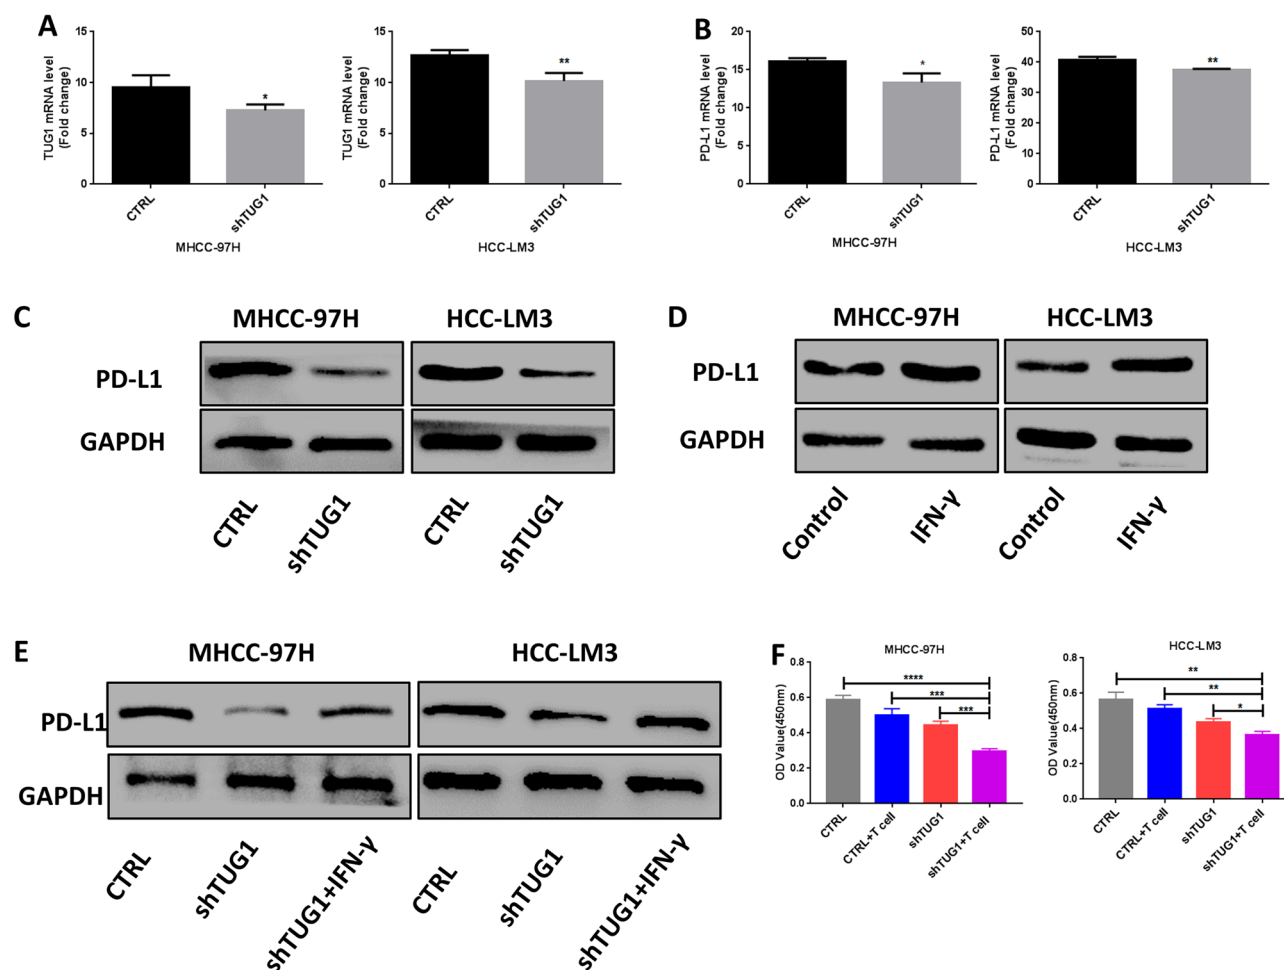 A
TUG1 mRNA level
(Fold change)
15
10
5
0
*
CTRL
shTUG1
MHCC-97H
TUG1 mRNA level
(Fold change)
15
10
5
0
**
CTRL
shTUG1
HCC-LM3
B
PD-L1 mRNA level
(Fold change)
20
15
10
5
0
*
CTRL
shTUG1
MHCC-97H
PD-L1 mRNA level
(Fold change)
50
40
30
20
10
0
**
CTRL
shTUG1
HCC-LM3
C
MHCC-97H
HCC-LM3
PD-L1
GAPDH
CTRL
shTUG1
CTRL
shTUG1
D
MHCC-97H
HCC-LM3
PD-L1
GAPDH
Control
IFN-γ
Control
IFN-γ
E
MHCC-97H
HCC-LM3
PD-L1
GAPDH
CTRL
shTUG1
shTUG1+IFN-γ
CTRL
shTUG1
shTUG1+IFN-γ
F
MHCC-97H
OD Value(450nm)
0.8
0.6
0.4
0.2
0.0
****
***
***
CTRL
CTRL+T cell
shTUG1
shTUG1+T cell
HCC-LM3
OD Value(450nm)
0.8
0.6
0.4
0.2
0.0
**
**
*
CTRL
CTRL+T cell
shTUG1
shTUG1+T cell